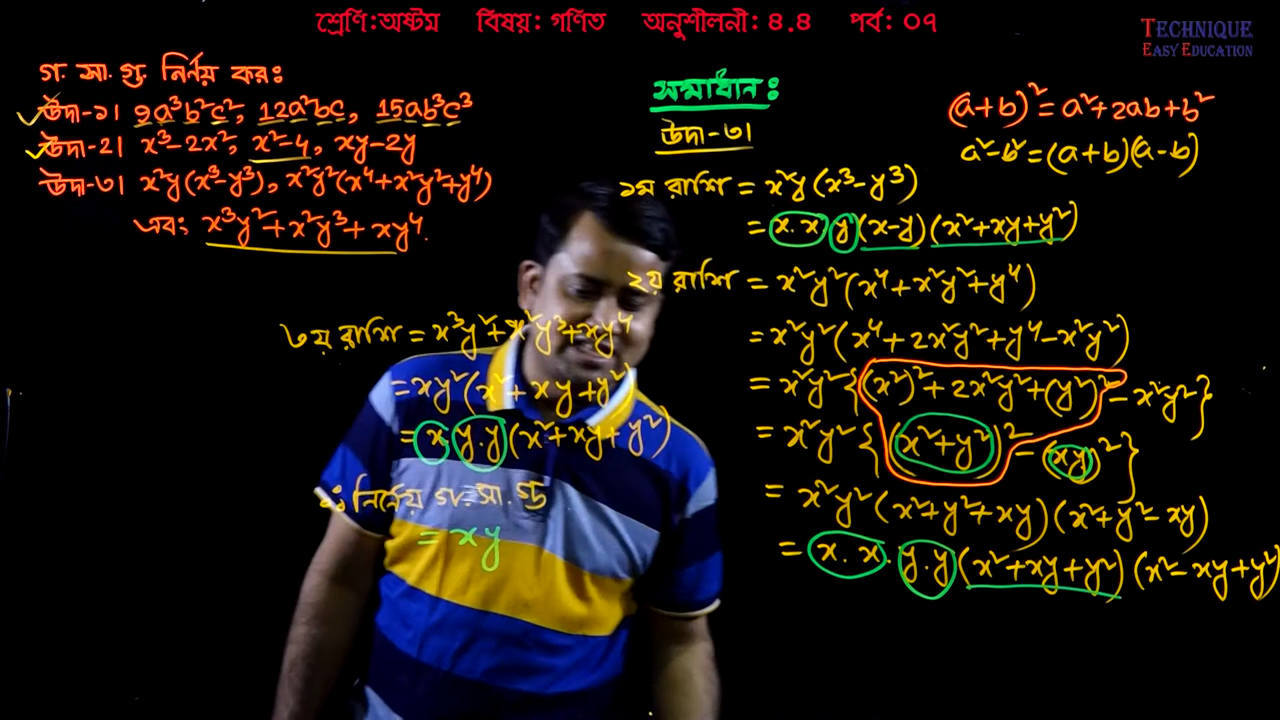 শ্রেণি:অষ্টম বিষয়: গণিত অনুশীলনী: ৪.৪ পর্ব: ০৭
TECHNIQUE
EASY EDUCATION
গ. সা. গু. নির্ণয় কর:
উদা-১। 9a³b²c², 12a²bc, 15ab³c³
উদা-2। x³-2x², x²-4, xy-2y
উদা-৩। x²y(x³-y³), x²y²(x⁴+x²y²+y⁴)
এবং x³y²+x²y³+xy⁴.
সমাধান:
উদা-৩।
(a+b)²=a²+2ab+b²
a²-b²=(a+b)(a-b)
১ম রাশি = x²y(x³-y³)
= x.x.y(x-y)(x²+xy+y²)
২য় রাশি = x²y²(x⁴+x²y²+y⁴)
= x²y²(x⁴+2x²y²+y⁴-x²y²)
= x²y²{(x²)²+2x²y²+(y²)²-x²y²}
= x²y²{(x²+y²)²-(xy)²}
= x²y²(x²+y²+xy)(x²+y²-xy)
= x.x.y.y(x²+xy+y²)(x²-xy+y²)
৩য় রাশি = x³y²+x²y³+xy⁴
= xy²(x²+xy+y²)
= x.y.y(x²+xy+y²)
∴ নির্ণেয় গ.সা.গু
= xy